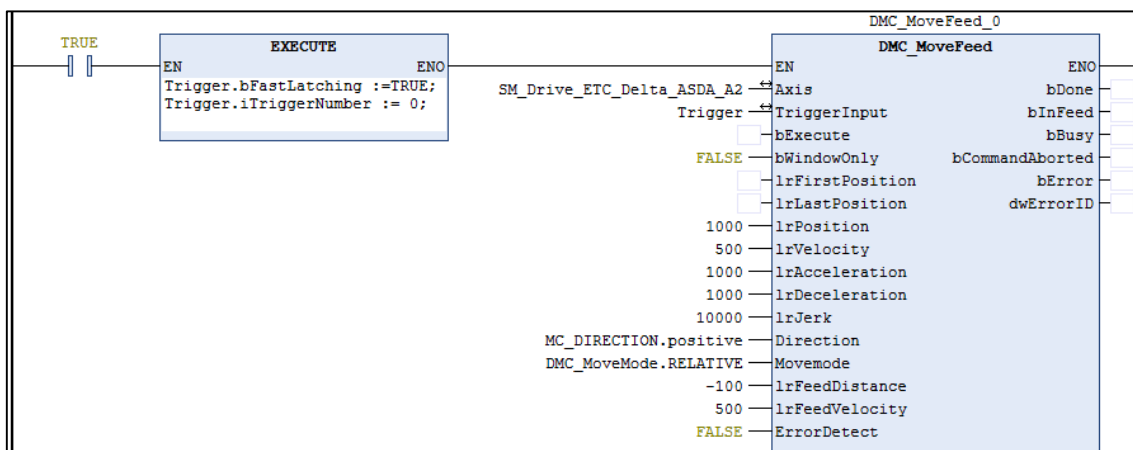 DMC_MoveFeed_0
TRUE EXECUTE DMC_MoveFeed
EN ENO EN ENO
Trigger.bFastLatching :=TRUE;
Trigger.iTriggerNumber := 0;
SM_Drive_ETC_Delta_ASDA_A2 Axis bDone
Trigger TriggerInput bInFeed
bExecute bBusy
FALSE bWindowOnly bCommandAborted
lrFirstPosition bError
lrLastPosition dwErrorID
1000 lrPosition
500 lrVelocity
1000 lrAcceleration
1000 lrDeceleration
10000 lrJerk
MC_DIRECTION.positive Direction
DMC_MoveMode.RELATIVE Movemode
-100 lrFeedDistance
500 lrFeedVelocity
FALSE ErrorDetect